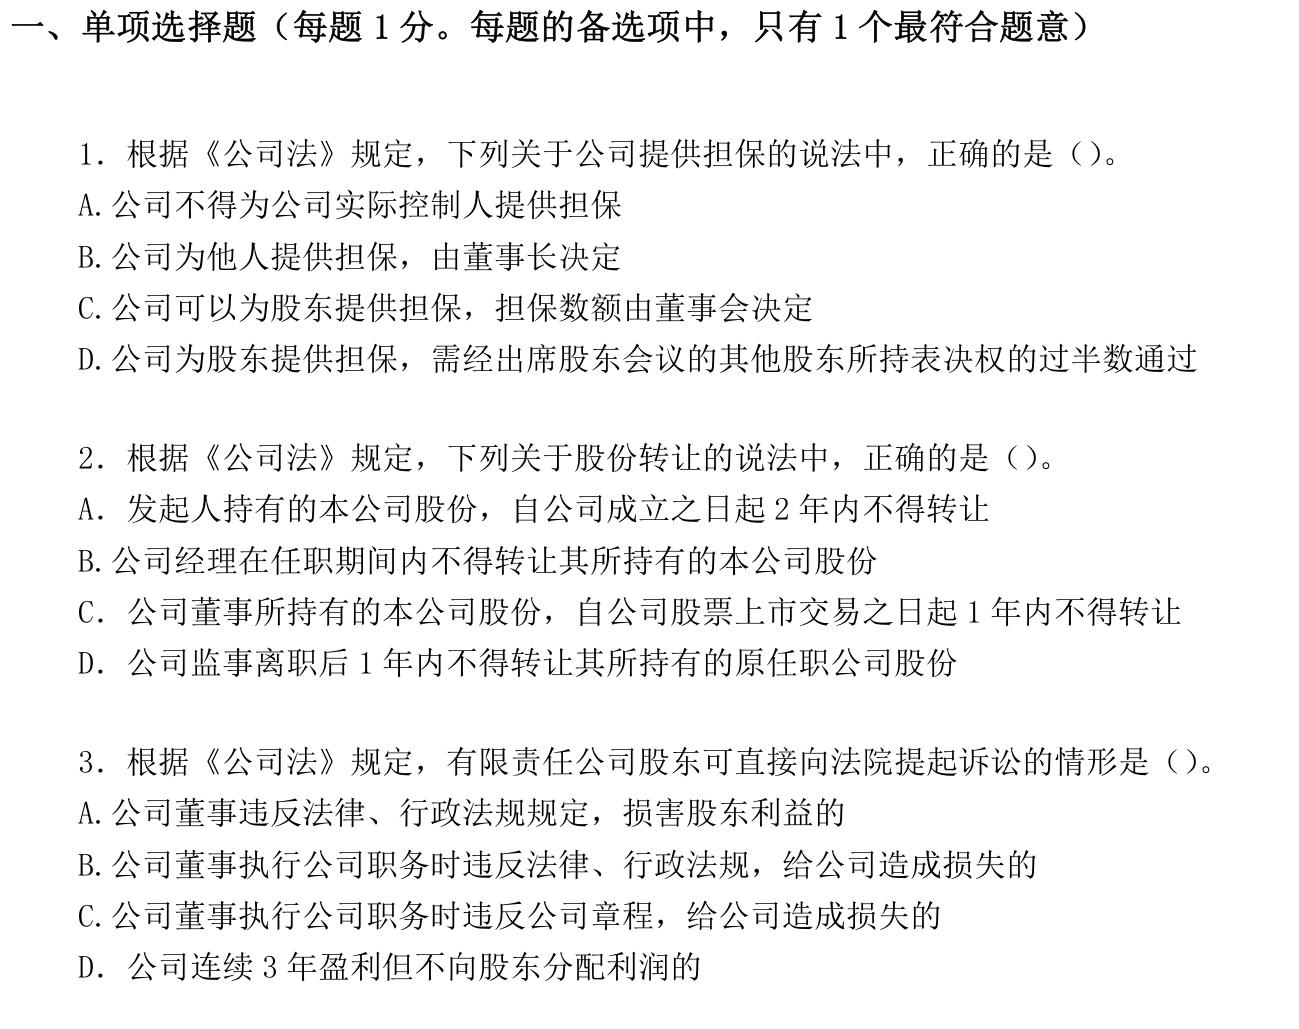 一、单项选择题（每题 1 分。每题的备选项中，只有 1 个最符合题意）
1．根据《公司法》规定，下列关于公司提供担保的说法中，正确的是（）。
A.公司不得为公司实际控制人提供担保
B.公司为他人提供担保，由董事长决定
C.公司可以为股东提供担保，担保数额由董事会决定
D.公司为股东提供担保，需经出席股东会议的其他股东所持表决权的过半数通过
2．根据《公司法》规定，下列关于股份转让的说法中，正确的是（）。
A．发起人持有的本公司股份，自公司成立之日起 2 年内不得转让
B.公司经理在任职期间内不得转让其所持有的本公司股份
C．公司董事所持有的本公司股份，自公司股票上市交易之日起 1 年内不得转让
D．公司监事离职后 1 年内不得转让其所持有的原任职公司股份
3．根据《公司法》规定，有限责任公司股东可直接向法院提起诉讼的情形是（）。
A.公司董事违反法律、行政法规规定，损害股东利益的
B.公司董事执行公司职务时违反法律、行政法规，给公司造成损失的
C.公司董事执行公司职务时违反公司章程，给公司造成损失的
D．公司连续 3 年盈利但不向股东分配利润的